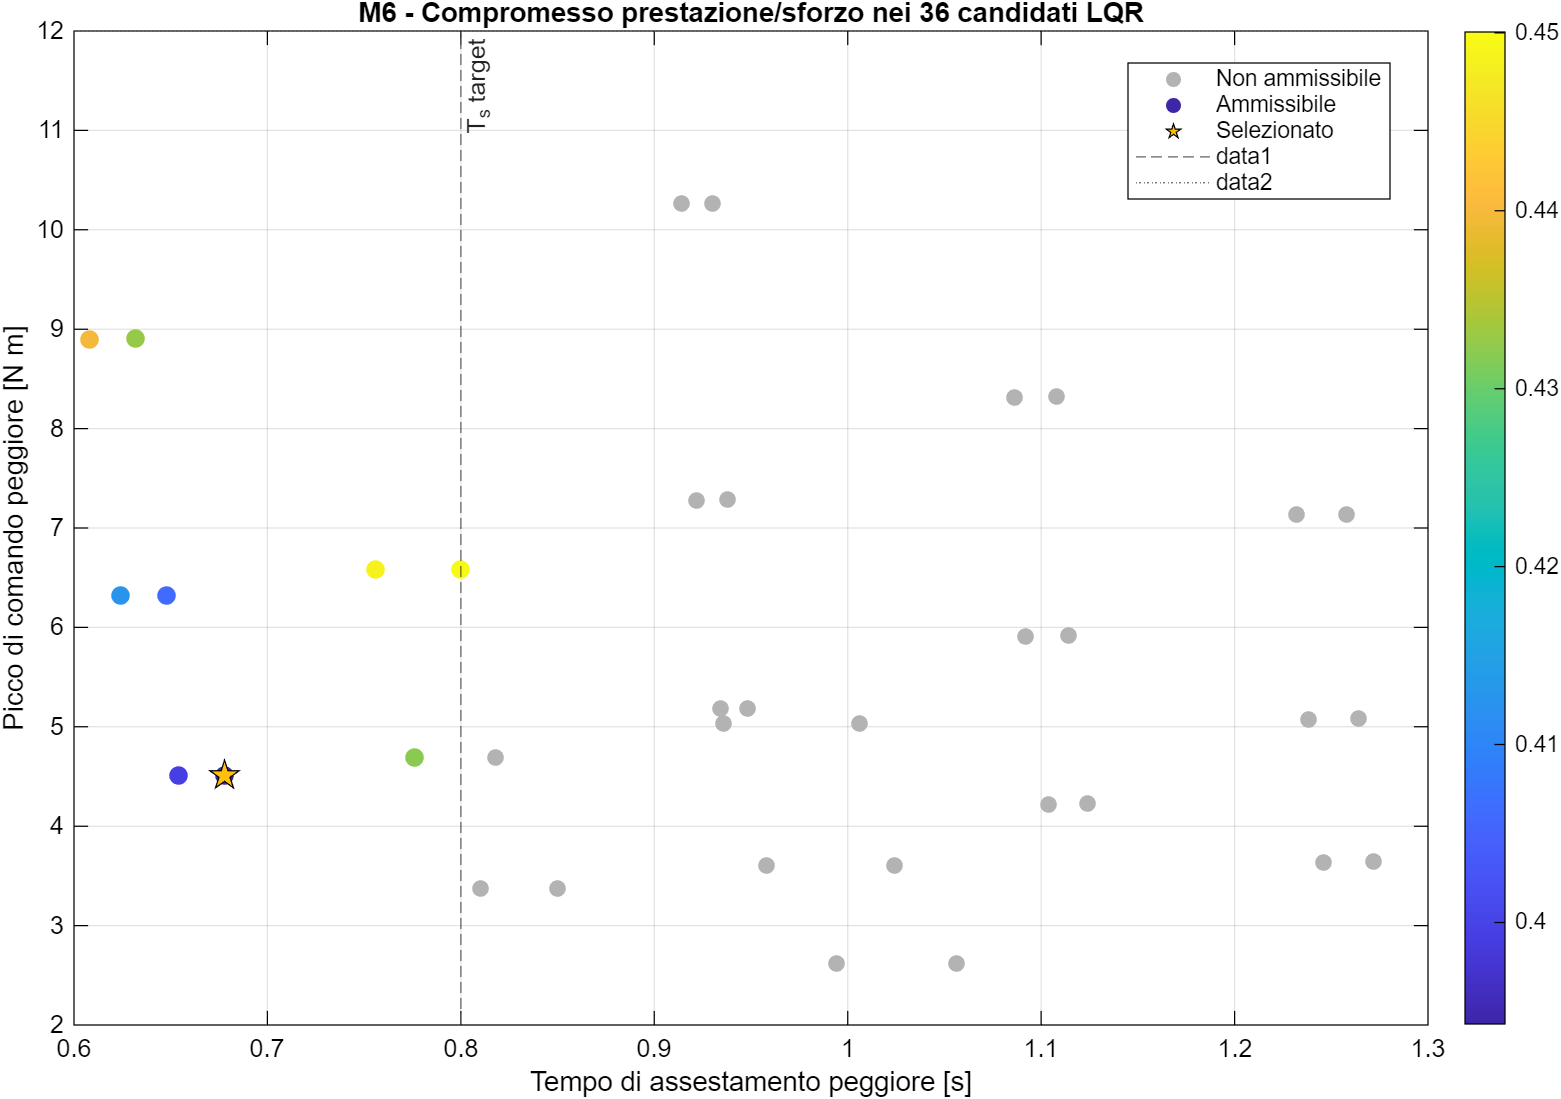 M6 - Compromesso prestazione/sforzo nei 36 candidati LQR
12
11
10
9
8
7
6
5
4
3
2
Picco di comando peggiore [N m]
0.6
0.7
0.8
0.9
1
1.1
1.2
1.3
Tempo di assestamento peggiore [s]
Ts target
Non ammissibile
Ammissibile
Selezionato
data1
data2
0.45
0.44
0.43
0.42
0.41
0.4